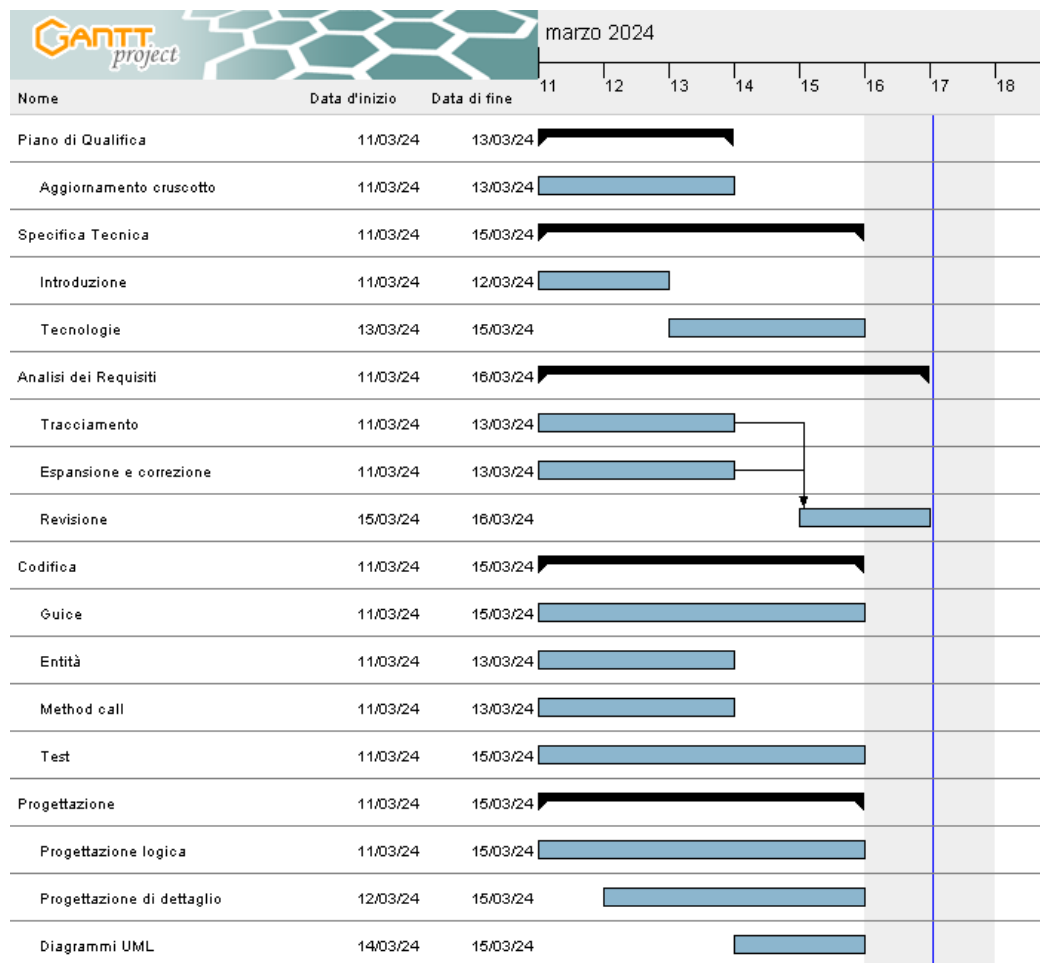 GANTT
project
marzo 2024
11 12 13 14 15 16 17 18
Nome Data d'inizio Data di fine
Piano di Qualifica 11/03/24 13/03/24
Aggiornamento cruscotto 11/03/24 13/03/24
Specifica Tecnica 11/03/24 15/03/24
Introduzione 11/03/24 12/03/24
Tecnologie 13/03/24 15/03/24
Analisi dei Requisiti 11/03/24 16/03/24
Tracciamento 11/03/24 13/03/24
Espansione e correzione 11/03/24 13/03/24
Revisione 15/03/24 16/03/24
Codifica 11/03/24 15/03/24
Guice 11/03/24 15/03/24
Entità 11/03/24 13/03/24
Method call 11/03/24 13/03/24
Test 11/03/24 15/03/24
Progettazione 11/03/24 15/03/24
Progettazione logica 11/03/24 15/03/24
Progettazione di dettaglio 12/03/24 15/03/24
Diagrammi UML 14/03/24 15/03/24